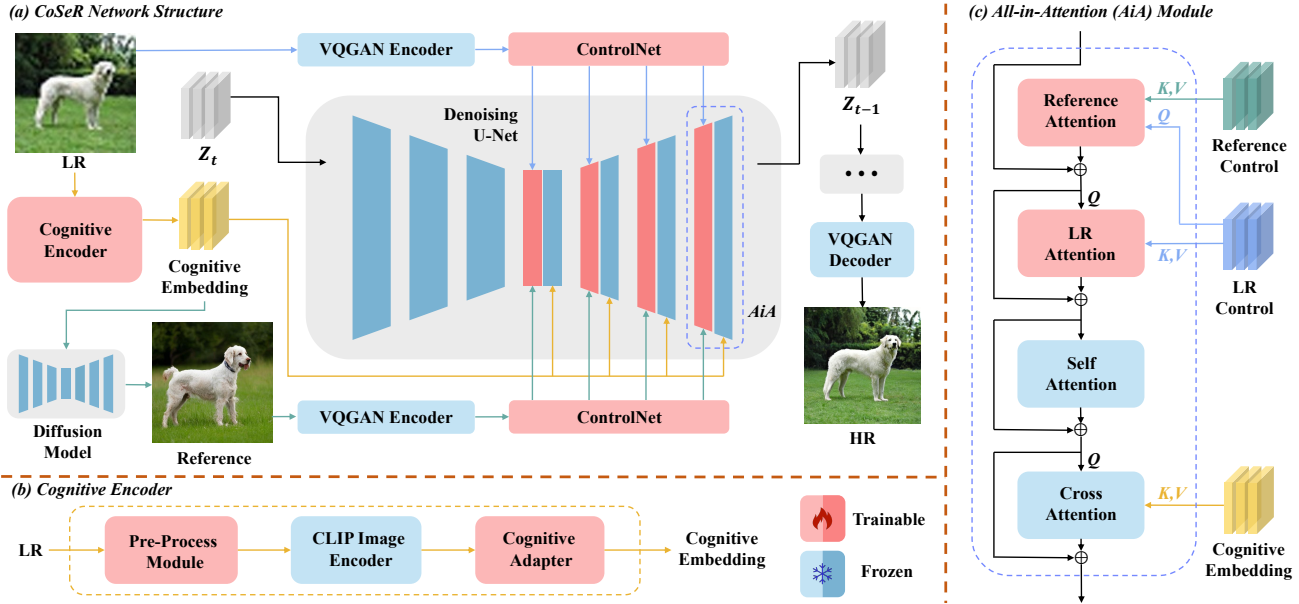 (a) CoSeR Network Structure
LR
VQGAN Encoder
ControlNet
Z_t
Denoising
U-Net
Z_{t-1}
• • •
Cognitive
Encoder
Cognitive
Embedding
VQGAN
Decoder
AiA
Diffusion
Model
Reference
VQGAN Encoder
ControlNet
HR
(b) Cognitive Encoder
LR
Pre-Process
Module
CLIP Image
Encoder
Cognitive
Adapter
Cognitive
Embedding
Trainable
Frozen
(c) All-in-Attention (AiA) Module
Reference
Attention
K,V
Q
Reference
Control
Q
LR
Attention
K,V
LR
Control
Self
Attention
Q
Cross
Attention
K,V
Cognitive
Embedding